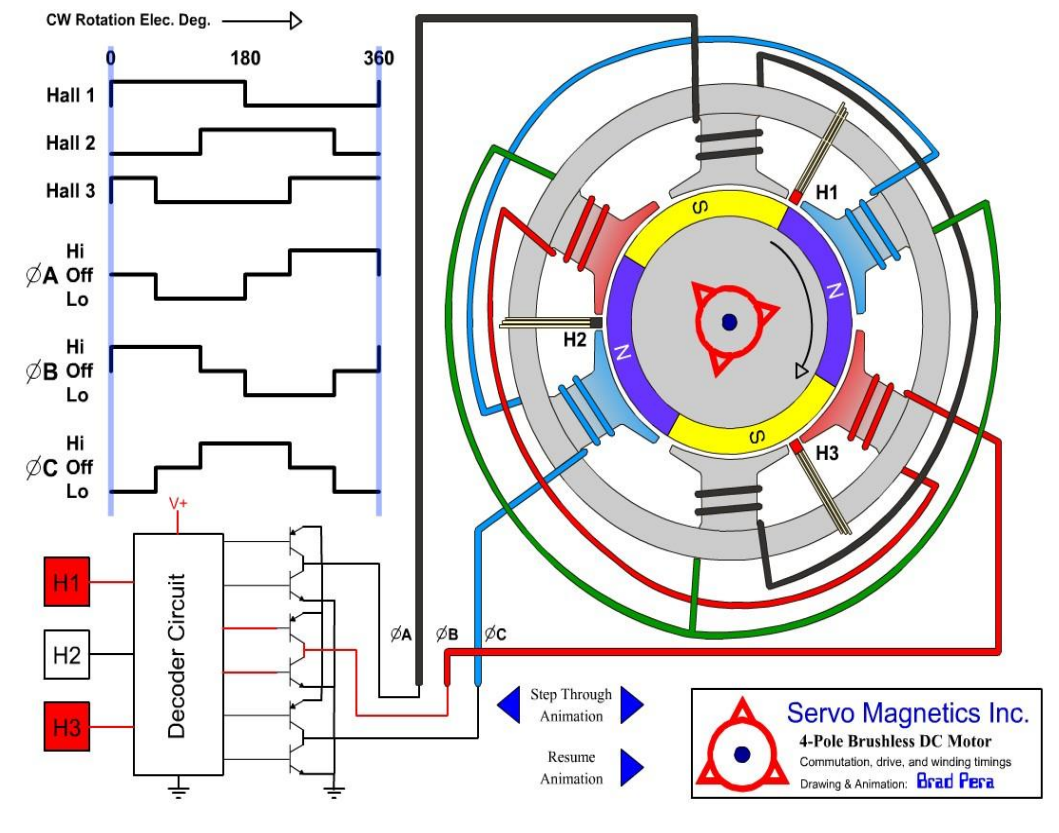 CW Rotation Elec. Deg.
0 180 360
Hall 1
Hall 2
Hall 3
Hi
ØA Off
Lo
Hi
ØB Off
Lo
Hi
ØC Off
Lo
V+
H1
H2
H3
Decoder Circuit
ØA ØB ØC
S
H1
N
H2
N
S
H3
Step Through
Animation
Resume
Animation
Servo Magnetics Inc.
4-Pole Brushless DC Motor
Commutation, drive, and winding timings
Drawing & Animation: Brad Pera